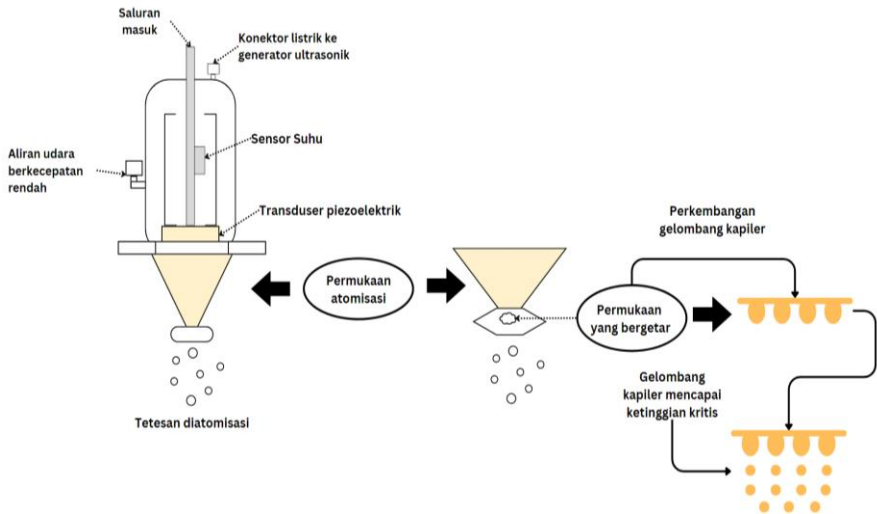 Saluran
masuk
Konektor listrik ke
generator ultrasonik
Sensor Suhu
Aliran udara
berkecepatan
rendah
Transduser piezoelektrik
Permukaan
atomisasi
Tetesan diatomisasi
Perkembangan
gelombang kapiler
Permukaan
yang bergetar
Gelombang
kapiler mencapai
ketinggian kritis